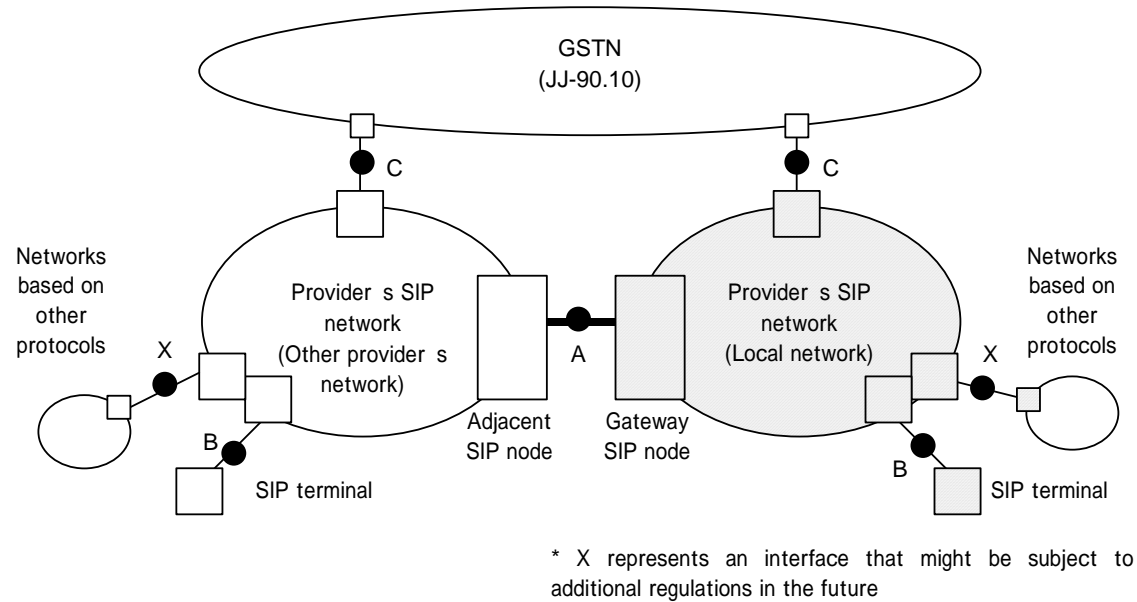 GSTN
(JJ-90.10)
C
C
Networks
based on
other
protocols
Provider s SIP
network
(Other provider s
network)
A
Provider s SIP
network
(Local network)
Networks
based on
other
protocols
X
X
Adjacent
SIP node
Gateway
SIP node
B
B
SIP terminal
SIP terminal
* X represents an interface that might be subject to
additional regulations in the future